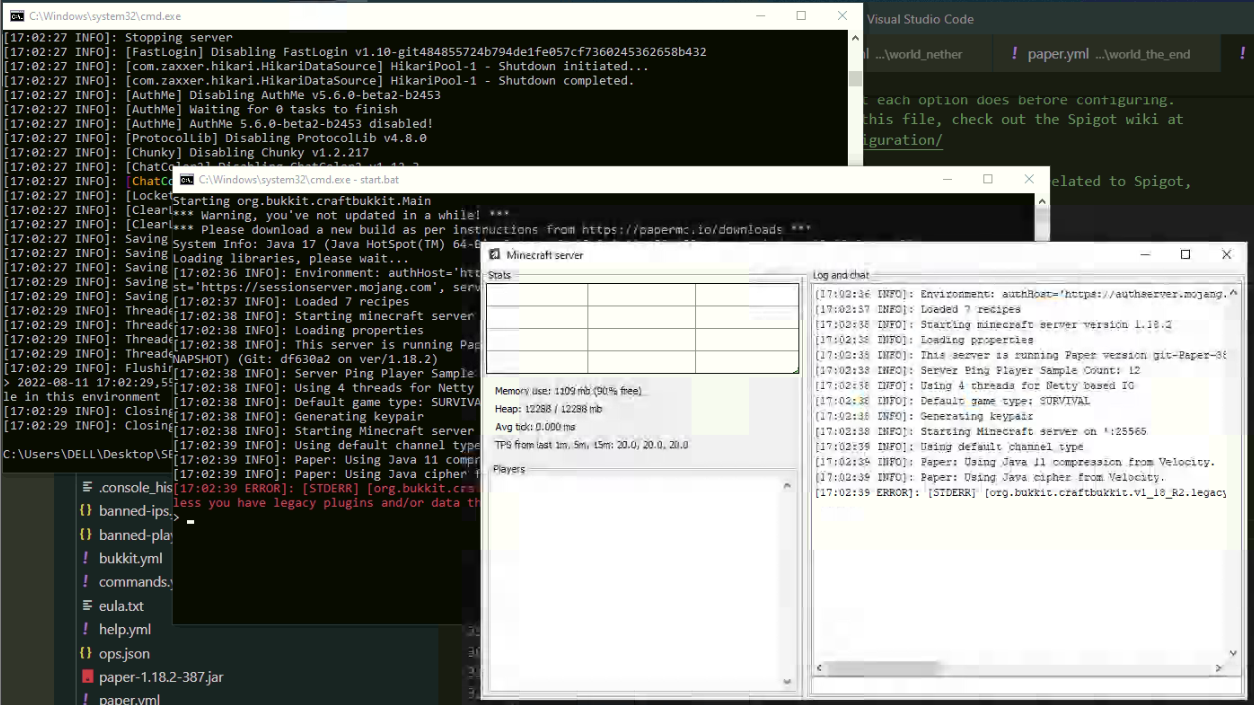 C:\Windows\system32\cmd.exe
[17:02:27 INFO]: Stopping server
[17:02:27 INFO]: [FastLogin] Disabling FastLogin v1.10-git484855724b794de1fe057cf7360245362658b432
[17:02:27 INFO]: [com.zaxxer.hikari.HikariDataSource] HikariPool-1 - Shutdown initiated...
[17:02:27 INFO]: [com.zaxxer.hikari.HikariDataSource] HikariPool-1 - Shutdown completed.
[17:02:27 INFO]: [AuthMe] Disabling AuthMe v5.6.0-beta2-b2453
[17:02:27 INFO]: [AuthMe] Waiting for 0 tasks to finish
[17:02:27 INFO]: [AuthMe] AuthMe 5.6.0-beta2-b2453 disabled!
[17:02:27 INFO]: [ProtocolLib] Disabling ProtocolLib v4.8.0
[17:02:27 INFO]: [Chunky] Disabling Chunky v1.2.217
[17:02:27 INFO]: [ChatColor2] Disabling ChatColor2
[17:02:27 INFO]: [ChatCo
[17:02:27 INFO]: [Locket
[17:02:27 INFO]: [ClearL
[17:02:27 INFO]: [ClearL
[17:02:27 INFO]: Saving
[17:02:27 INFO]: Saving
[17:02:29 INFO]: Saving
[17:02:29 INFO]: Saving
[17:02:29 INFO]: Threade
[17:02:29 INFO]: Threade
[17:02:29 INFO]: Threade
[17:02:29 INFO]: Threade
[17:02:29 INFO]: Flushin
> 2022-08-11 17:02:29,55
le in this environment
[17:02:29 INFO]: Closing
[17:02:29 INFO]: Closing
C:\Users\DELL\Desktop\SE
Visual Studio Code
ml ...\world_nether
! paper.yml ...\world_the_end
!
t each option does before configuring.
this file, check out the Spigot wiki at
iguration/
elated to Spigot,
C:\Windows\system32\cmd.exe - start.bat
Starting org.bukkit.craftbukkit.Main
*** Warning, you've not updated in a while! ***
*** Please download a new build as per instructions from https://papermc.io/downloads ***
System Info: Java 17 (Java HotSpot(TM) 64-B
Loading libraries, please wait...
[17:02:36 INFO]: Environment: authHost='htt
st='https://sessionserver.mojang.com', serv
[17:02:37 INFO]: Loaded 7 recipes
[17:02:38 INFO]: Starting minecraft server
[17:02:38 INFO]: Loading properties
[17:02:38 INFO]: This server is running Pap
NAPSHOT) (Git: df630a2 on ver/1.18.2)
[17:02:38 INFO]: Server Ping Player Sample
[17:02:38 INFO]: Using 4 threads for Netty
[17:02:38 INFO]: Default game type: SURVIVA
[17:02:38 INFO]: Generating keypair
[17:02:38 INFO]: Starting Minecraft server
[17:02:39 INFO]: Using default channel type
[17:02:39 INFO]: Paper: Using Java 11 compr
[17:02:39 INFO]: Paper: Using Java cipher f
[17:02:39 ERROR]: [STDERR] [org.bukkit.cra
less you have legacy plugins and/or data th
>
Minecraft server
Stats
Memory use: 1109 mb (90% free)
Heap: 12288 / 12288 mb
Avg tick: 0.000 ms
TPS from last 1m, 5m, 15m: 20.0, 20.0, 20.0
Players
Log and chat
[17:02:36 INFO]: Environment: authHost='https://authserver.mojang.
[17:02:37 INFO]: Loaded 7 recipes
[17:02:38 INFO]: Starting minecraft server version 1.18.2
[17:02:38 INFO]: Loading properties
[17:02:38 INFO]: This server is running Paper version git-Paper-38
[17:02:38 INFO]: Server Ping Player Sample Count: 12
[17:02:38 INFO]: Using 4 threads for Netty based IO
[17:02:38 INFO]: Default game type: SURVIVAL
[17:02:38 INFO]: Generating keypair
[17:02:38 INFO]: Starting Minecraft server on *:25565
[17:02:39 INFO]: Using default channel type
[17:02:39 INFO]: Paper: Using Java 11 compression from Velocity.
[17:02:39 INFO]: Paper: Using Java cipher from Velocity.
[17:02:39 ERROR]: [STDERR] [org.bukkit.craftbukkit.v1_18_R2.legacy
.console_his
{} banned-ips.
{} banned-play
! bukkit.yml
! commands.y
eula.txt
! help.yml
{} ops.json
paper-1.18.2-387.jar
! paper.yml